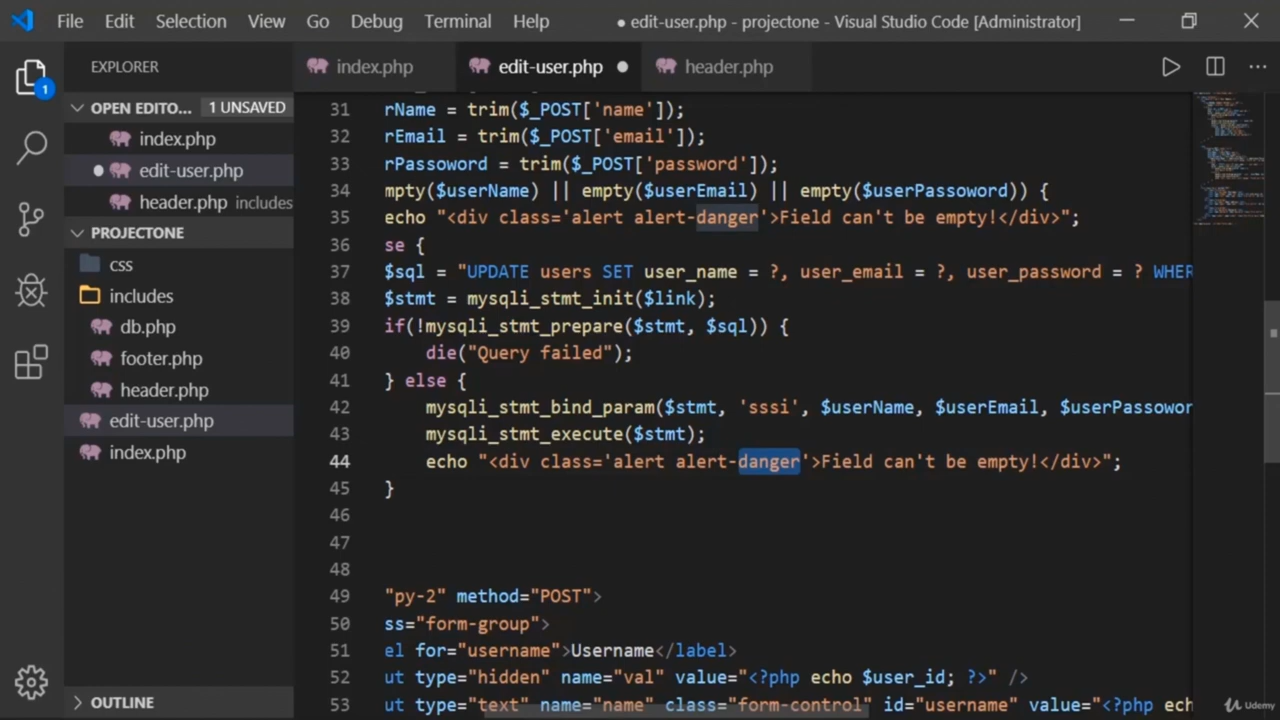 File Edit Selection View Go Debug Terminal Help
● edit-user.php - projectone - Visual Studio Code [Administrator]
EXPLORER
index.php edit-user.php header.php
1
OPEN EDITO... 1 UNSAVED
index.php
edit-user.php
header.php includes
PROJECTONE
css
includes
db.php
footer.php
header.php
edit-user.php
index.php
OUTLINE
31 rName = trim($_POST['name']);
32 rEmail = trim($_POST['email']);
33 rPassoword = trim($_POST['password']);
34 mpty($userName) || empty($userEmail) || empty($userPassoword)) {
35 echo "<div class='alert alert-danger'>Field can't be empty!</div>";
36 se {
37 $sql = "UPDATE users SET user_name = ?, user_email = ?, user_password = ? WHER
38 $stmt = mysqli_stmt_init($link);
39 if(!mysqli_stmt_prepare($stmt, $sql)) {
40 die("Query failed");
41 } else {
42 mysqli_stmt_bind_param($stmt, 'sssi', $userName, $userEmail, $userPassowor
43 mysqli_stmt_execute($stmt);
44 echo "<div class='alert alert-danger'>Field can't be empty!</div>";
45 }
46
47
48
49 "py-2" method="POST">
50 ss="form-group">
51 el for="username">Username</label>
52 ut type="hidden" name="val" value="<?php echo $user_id; ?>" />
53 ut type="text" name="name" class="form-control" id="username" value="<?php ech
Udemy